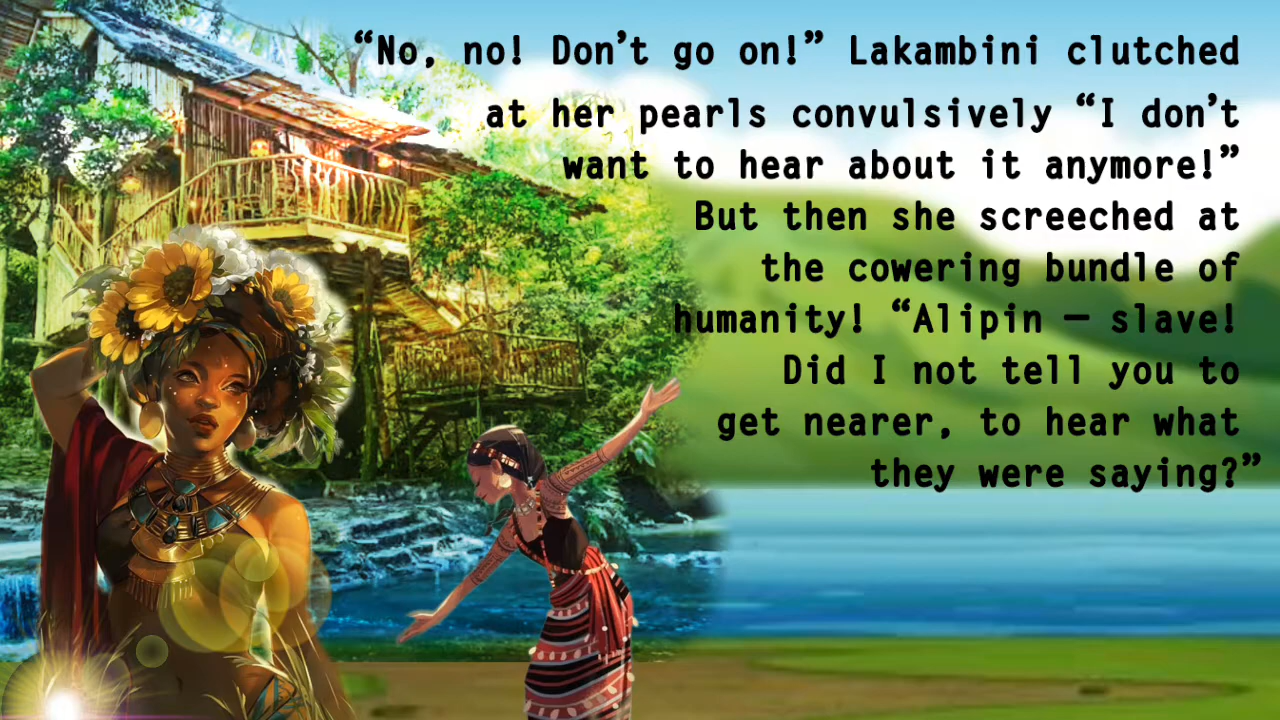 “No, no! Don’t go on!” Lakambini clutched
at her pearls convulsively “I don’t
want to hear about it anymore!”
But then she screeched at
the cowering bundle of
humanity! “Alipin – slave!
Did I not tell you to
get nearer, to hear what
they were saying?”